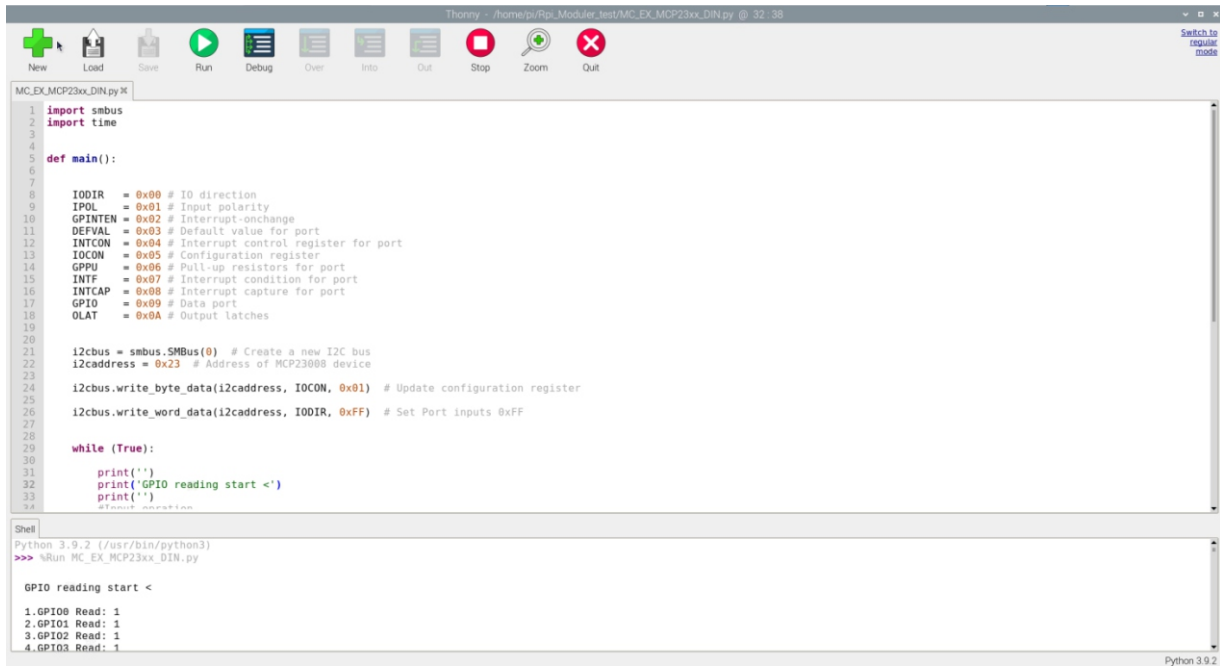 Thonny - /home/pi/Rpi_Moduler_test/MC_EX_MCP23xx_DIN.py @ 32:38
New Load Save Run Debug Over Into Out Stop Zoom Quit
Switch to
regular
mode
MC_EX_MCP23xx_DIN.py
1 import smbus
2 import time
3
4
5 def main():
6
7
8 IODIR = 0x00 # IO direction
9 IPOL = 0x01 # Input polarity
10 GPINTEN = 0x02 # Interrupt-onchange
11 DEFVAL = 0x03 # Default value for port
12 INTCON = 0x04 # Interrupt control register for port
13 IOCON = 0x05 # Configuration register
14 GPPU = 0x06 # Pull-up resistors for port
15 INTF = 0x07 # Interrupt condition for port
16 INTCAP = 0x08 # Interrupt capture for port
17 GPIO = 0x09 # Data port
18 OLAT = 0x0A # Output latches
19
20
21 i2cbus = smbus.SMBus(0) # Create a new I2C bus
22 i2caddress = 0x23 # Address of MCP23008 device
23
24 i2cbus.write_byte_data(i2caddress, IOCON, 0x01) # Update configuration register
25
26 i2cbus.write_word_data(i2caddress, IODIR, 0xFF) # Set Port inputs 0xFF
27
28
29 while (True):
30
31 print('')
32 print('GPIO reading start <')
33 print('')
34 #Input opration
Shell
Python 3.9.2 (/usr/bin/python3)
>>> %Run MC_EX_MCP23xx_DIN.py
GPIO reading start <
1.GPIO0 Read: 1
2.GPIO1 Read: 1
3.GPIO2 Read: 1
4.GPIO3 Read: 1
Python 3.9.2